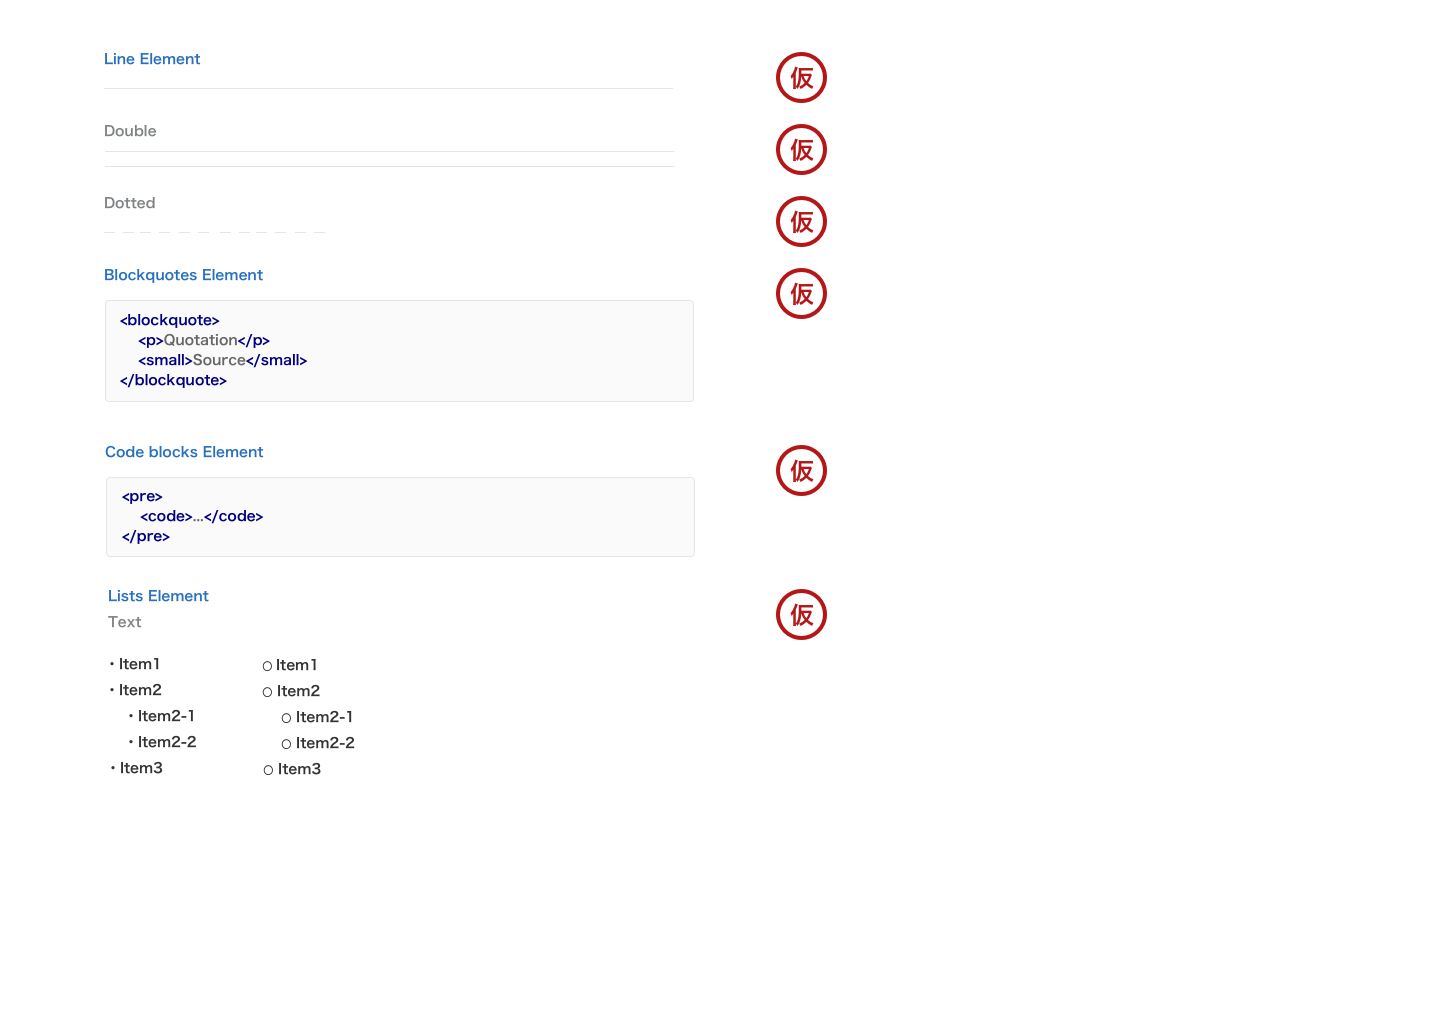 Line Element
仮
Double
仮
Dotted
仮
Blockquotes Element
仮
<blockquote>
<p>Quotation</p>
<small>Source</small>
</blockquote>
Code blocks Element
仮
<pre>
<code>...</code>
</pre>
Lists Element
仮
Text
・Item1
・Item2
・Item2-1
・Item2-2
・Item3
○ Item1
○ Item2
○ Item2-1
○ Item2-2
○ Item3